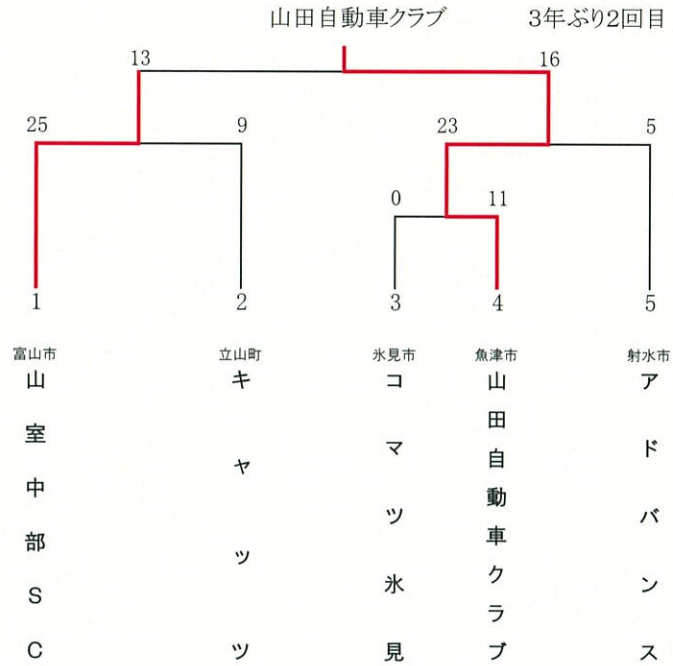 山田自動車クラブ 3年ぶり2回目
13 16
25 9 23 5
0 11
1 2 3 4 5
富山市 立山町 氷見市 魚津市 射水市
山室中部SC
キヤッツ
コマツ氷見
山田自動車クラブ
アドバンス